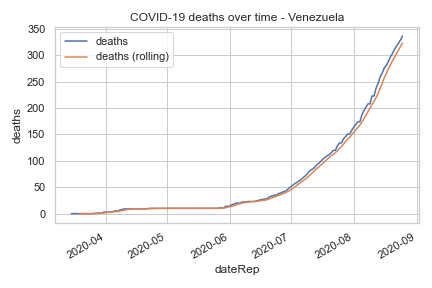 COVID-19 deaths over time - Venezuela
deaths
deaths (rolling)
350
300
250
200
150
100
50
0
deaths
2020-04
2020-05
2020-06
2020-07
2020-08
2020-09
dateRep